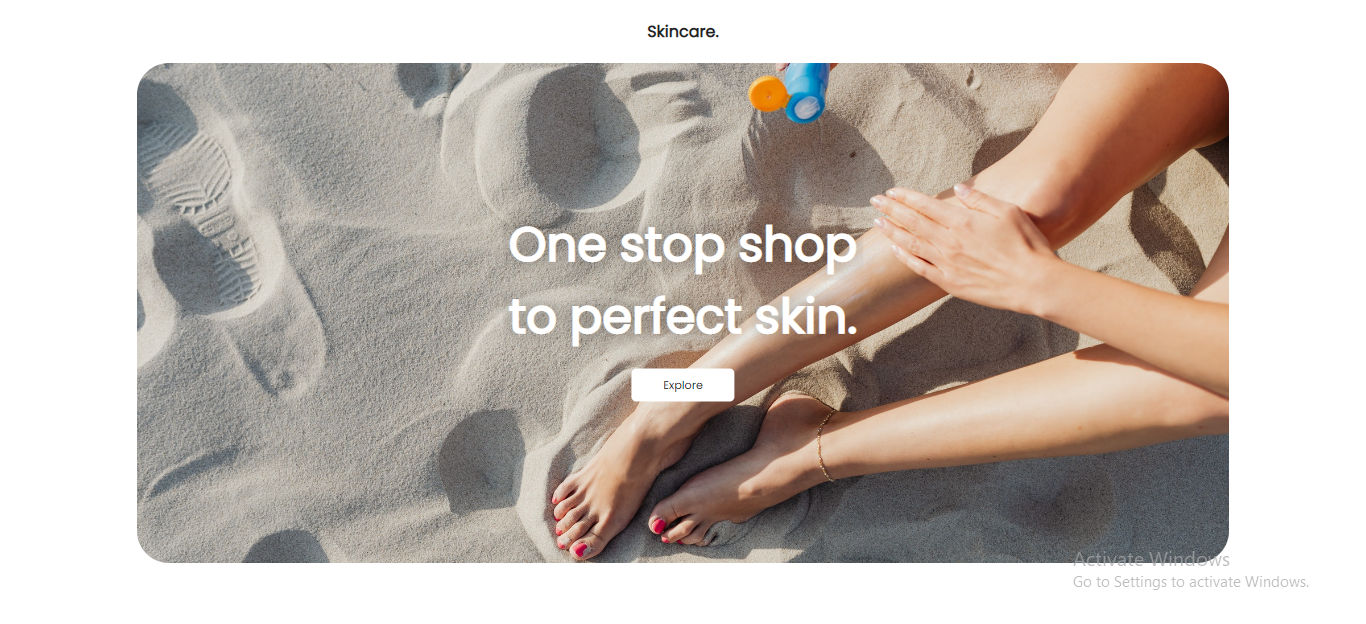 Skincare.
One stop shop
to perfect skin.
Explore
Activate Windows
Go to Settings to activate Windows.